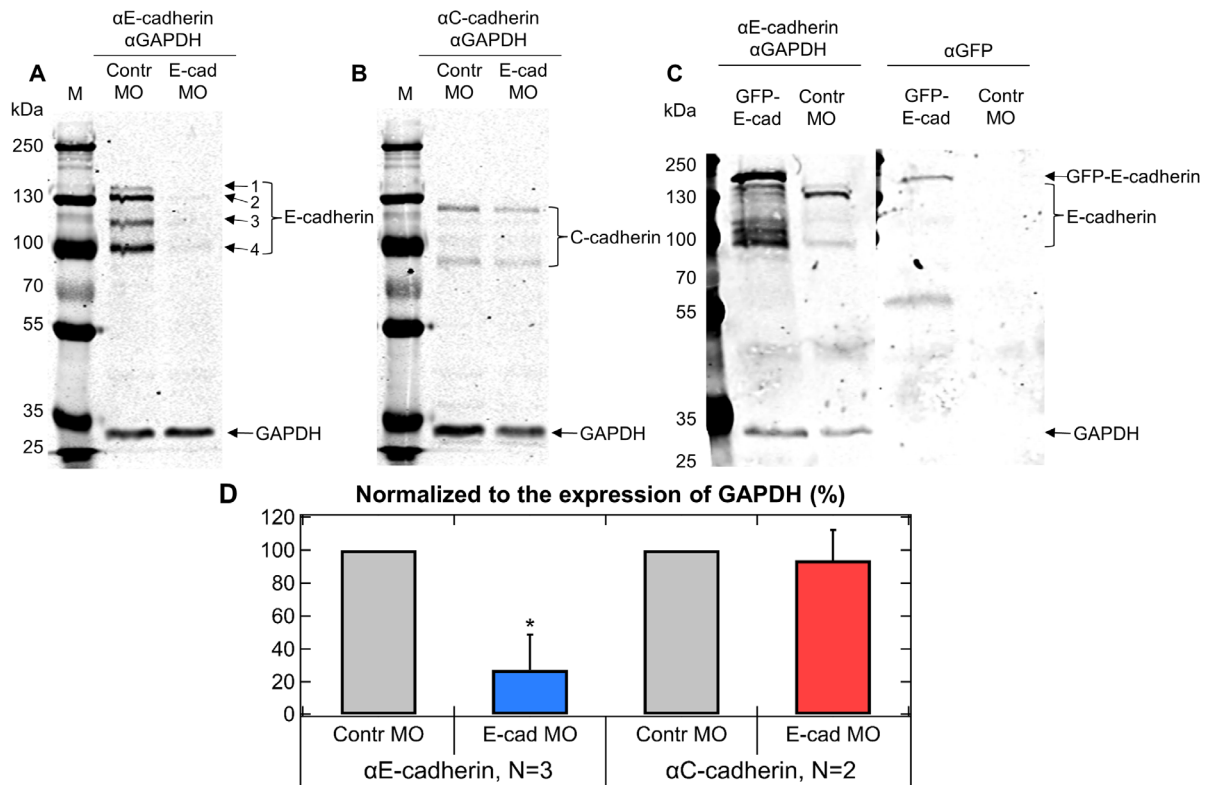 αE-cadherin
αGAPDH
A
Contr
MO
E-cad
MO
M
kDa
250
130
100
70
55
35
25
1
2
3
4
E-cadherin
GAPDH
αC-cadherin
αGAPDH
B
Contr
MO
E-cad
MO
M
C-cadherin
GAPDH
αE-cadherin
αGAPDH
αGFP
C
GFP-
E-cad
Contr
MO
GFP-
E-cad
Contr
MO
kDa
250
130
100
70
55
35
25
GFP-E-cadherin
E-cadherin
GAPDH
D
Normalized to the expression of GAPDH (%)
120
100
80
60
40
20
0
*
Contr MO
E-cad MO
Contr MO
E-cad MO
αE-cadherin, N=3
αC-cadherin, N=2